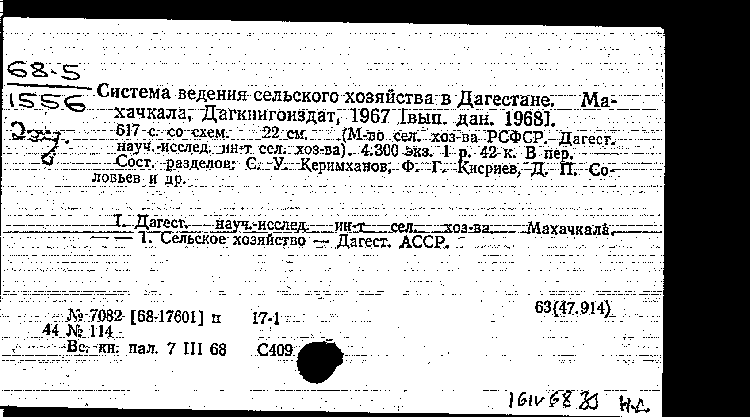 68-5
1556
Система ведения сельского хозяйства в Дагестане. Ма-
хачкала, Дагкнигоиздат, 1967 [вып. дан. 1968].
617 с. со схем. 22 см. (М-во сел. хоз-ва РСФСР. Дагест.
науч.-исслед. ин-т сел. хоз-ва). 4.300 экз. 1 р. 42 к. В пер.
Сост. разделов: С. У. Керимханов, Ф. Г. Кисриев, Д. П. Со-
ловьев и др.
I. Дагест. науч.-исслед. ин-т сел. хоз-ва. Махачкала.
— — 1. Сельское хозяйство — Дагест. АССР.
63(47.914)
№ 7082 [68-17601] п 17-1
44 № 114
Вс. кн. пал. 7 III 68 С409
16 IV 68